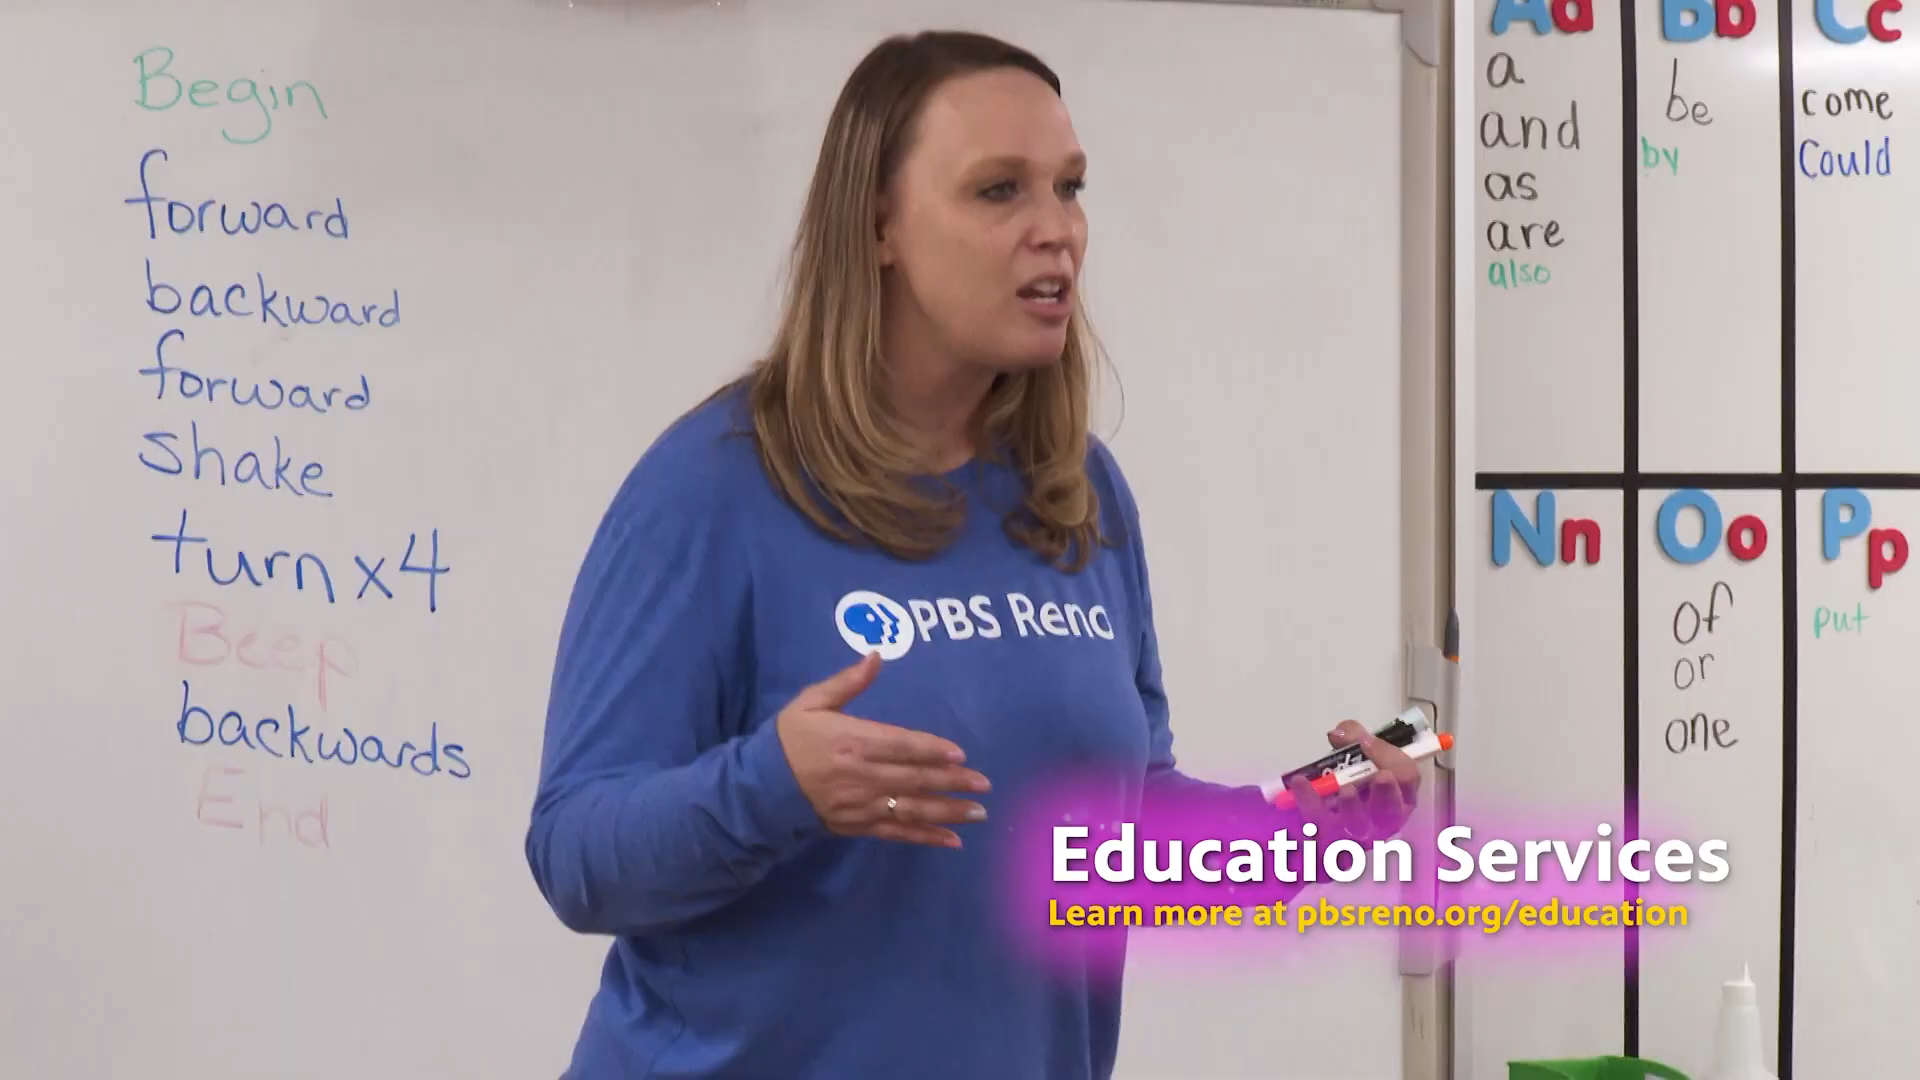 Begin
forward
backward
forward
shake
turn x4
Beep
backwards
End
PBS Reno
Education Services
Learn more at pbsreno.org/education
Aa
a
and
as
are
also
Bb
be
by
Cc
come
Could
Nn
Oo
of
or
one
Pp
put